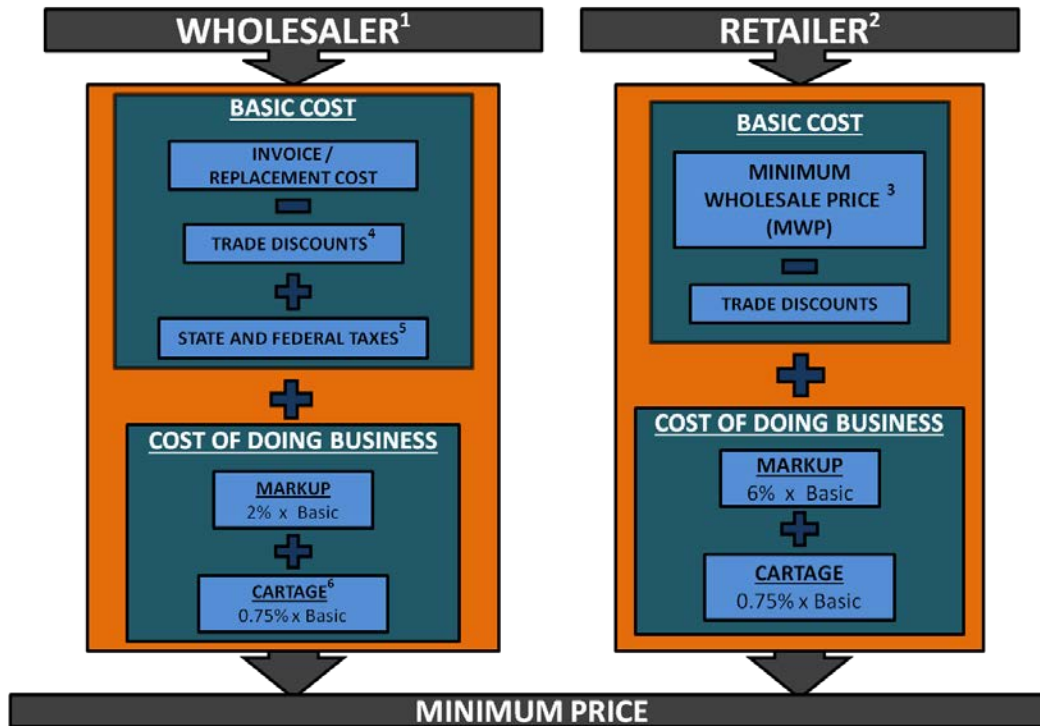 WHOLESALER1
BASIC COST
INVOICE /
REPLACEMENT COST
TRADE DISCOUNTS4
STATE AND FEDERAL TAXES5
COST OF DOING BUSINESS
MARKUP
2% x Basic
CARTAGE6
0.75% x Basic
RETAILER2
BASIC COST
MINIMUM
WHOLESALE PRICE 3
(MWP)
TRADE DISCOUNTS
COST OF DOING BUSINESS
MARKUP
6% x Basic
CARTAGE
0.75% x Basic
MINIMUM PRICE